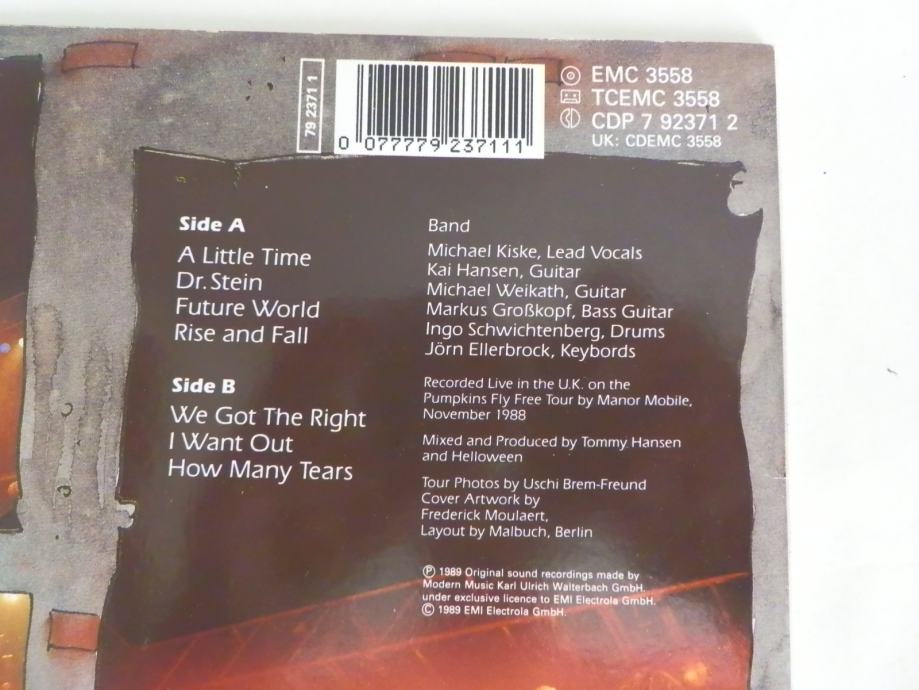 79 2371 1
0 077779 237111
EMC 3558
TCEMC 3558
CDP 7 92371 2
UK: CDEMC 3558
Side A
A Little Time
Dr. Stein
Future World
Rise and Fall
Side B
We Got The Right
I Want Out
How Many Tears
Band
Michael Kiske, Lead Vocals
Kai Hansen, Guitar
Michael Weikath, Guitar
Markus Großkopf, Bass Guitar
Ingo Schwichtenberg, Drums
Jörn Ellerbrock, Keybords
Recorded Live in the U.K. on the
Pumpkins Fly Free Tour by Manor Mobile,
November 1988
Mixed and Produced by Tommy Hansen
and Helloween
Tour Photos by Uschi Brem-Freund
Cover Artwork by
Frederick Moulaert,
Layout by Malbuch, Berlin
℗ 1989 Original sound recordings made by
Modern Music Karl Ulrich Walterbach GmbH
under exclusive licence to EMI Electrola GmbH.
© 1989 EMI Electrola GmbH.